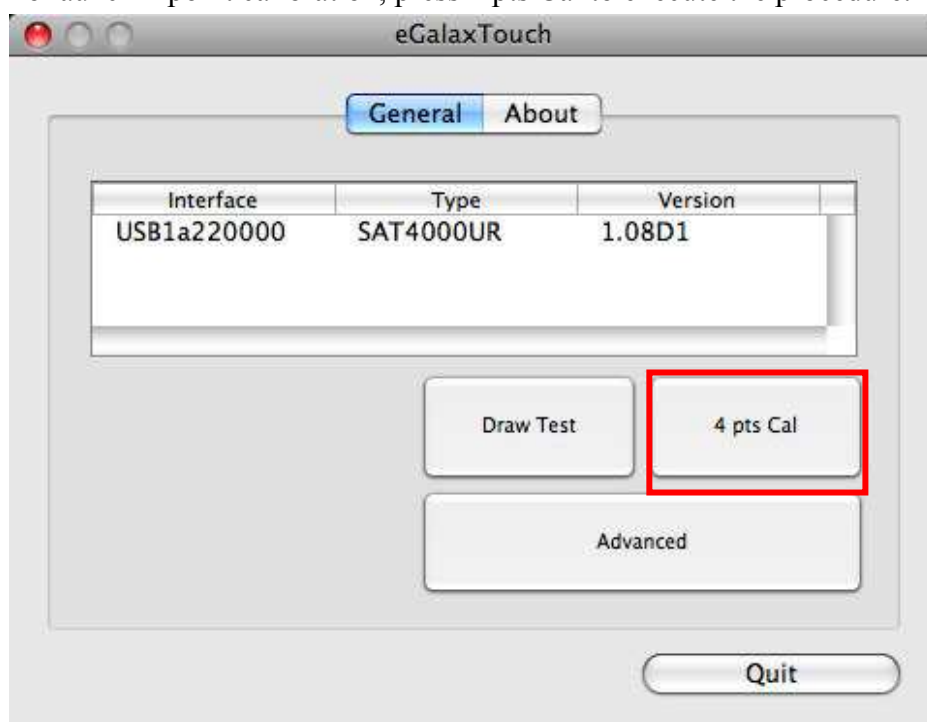 eGalaxTouch
General About
Interface Type Version
USB1a220000 SAT4000UR 1.08D1
Draw Test 4 pts Cal
Advanced
Quit